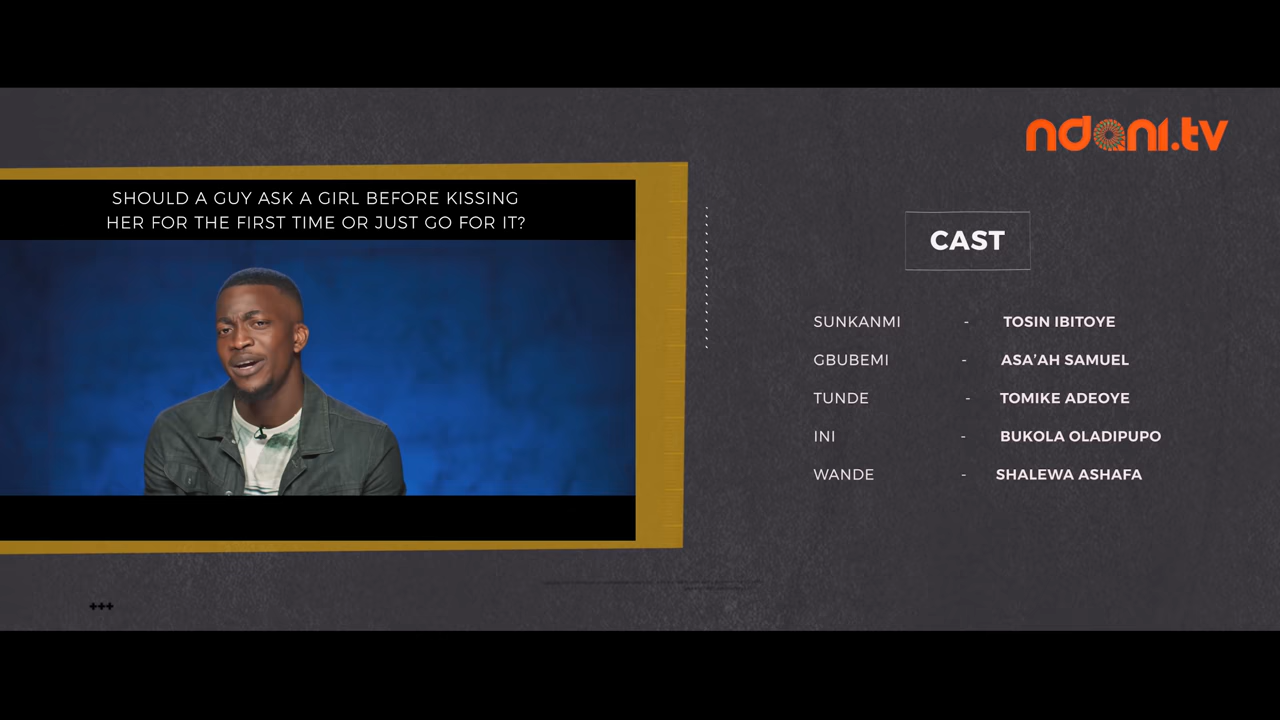 SHOULD A GUY ASK A GIRL BEFORE KISSING
HER FOR THE FIRST TIME OR JUST GO FOR IT?
ndani.tv
CAST
SUNKANMI - TOSIN IBITOYE
GBUBEMI - ASA’AH SAMUEL
TUNDE - TOMIKE ADEOYE
INI - BUKOLA OLADIPUPO
WANDE - SHALEWA ASHAFA